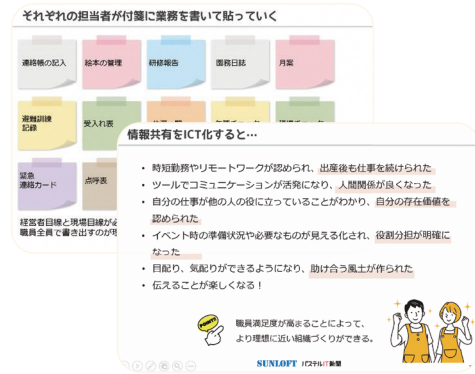 それぞれの担当者が付箋に業務を書いて貼っていく
連絡帳の記入
絵本の管理
研修報告
園務日誌
月案
避難訓練
記録
受入れ表
緊急
連絡カード
点呼表
経営者目線と現場目線が必
職員全員で書き出すのが理
情報共有をICT化すると…
・時短勤務やリモートワークが認められ、出産後も仕事を続けられた
・ツールでコミュニケーションが活発になり、人間関係が良くなった
・自分の仕事が他の人の役に立っていることがわかり、自分の存在価値を
認められた
・イベント時の準備状況や必要なものが見える化され、役割分担が明確に
なった
・目配り、気配りができるようになり、助け合う風土が作られた
・伝えることが楽しくなる！
POINT!
職員満足度が高まることによって、
より理想に近い組織づくりができる。
SUNLOFT パステルIT新聞